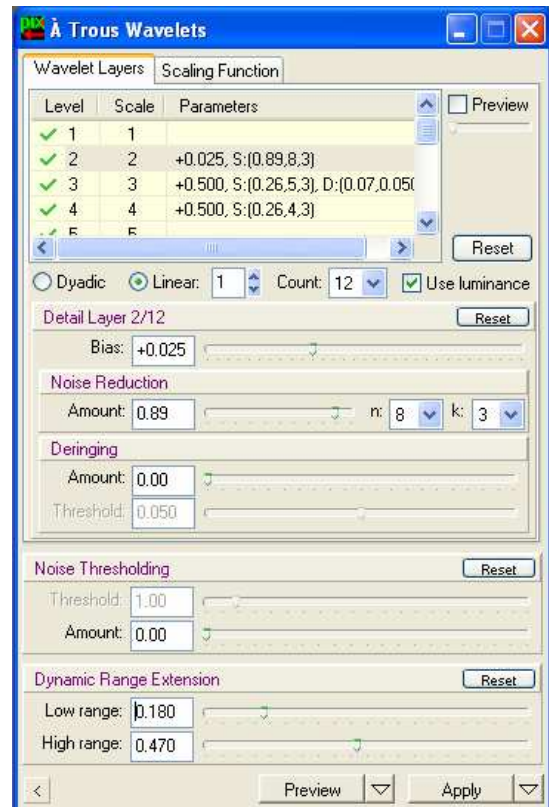 PIX À Trous Wavelets
Wavelet Layers Scaling Function
Level Scale Parameters Preview
1 1
2 2 +0.025, S:(0.89,8,3)
3 3 +0.500, S:(0.26,5,3), D:(0.07,0.050
4 4 +0.500, S:(0.26,4,3)
5 5
Reset
Dyadic Linear: 1 Count: 12 Use luminance
Detail Layer 2/12 Reset
Bias: +0.025
Noise Reduction
Amount: 0.89 n: 8 k: 3
Deringing
Amount: 0.00
Threshold: 0.050
Noise Thresholding Reset
Threshold: 1.00
Amount: 0.00
Dynamic Range Extension Reset
Low range: 0.180
High range: 0.470
< Preview Apply